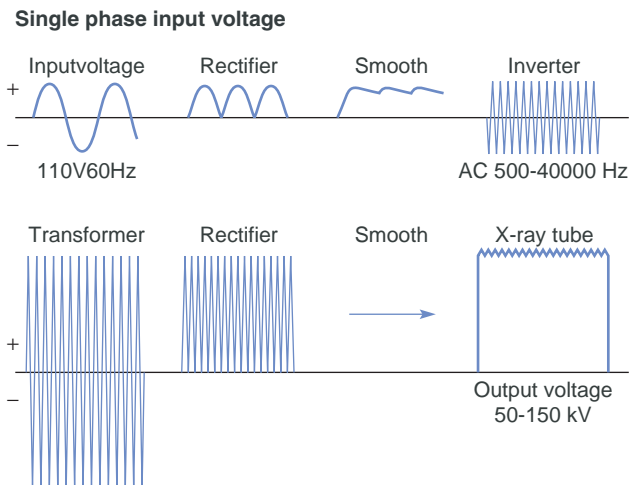 Single phase input voltage
Inputvoltage Rectifier Smooth Inverter
+
−
110V60Hz AC 500-40000 Hz
Transformer Rectifier Smooth X-ray tube
+
−
Output voltage
50-150 kV